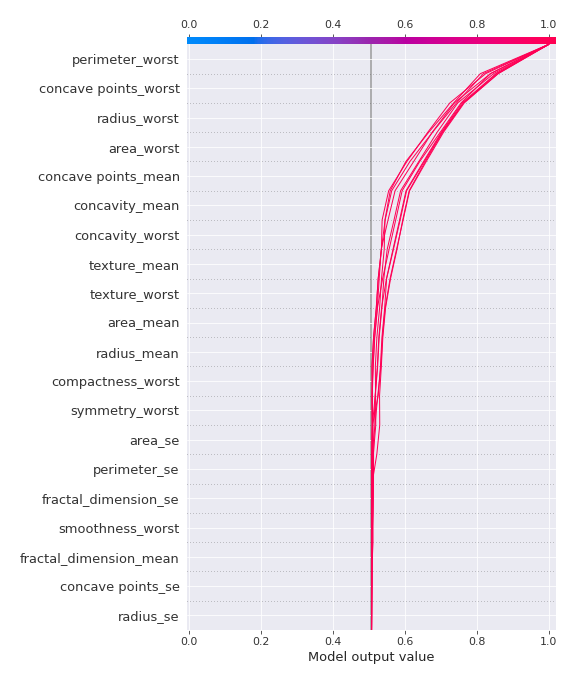 0.0 0.2 0.4 0.6 0.8 1.0
perimeter_worst
concave points_worst
radius_worst
area_worst
concave points_mean
concavity_mean
concavity_worst
texture_mean
texture_worst
area_mean
radius_mean
compactness_worst
symmetry_worst
area_se
perimeter_se
fractal_dimension_se
smoothness_worst
fractal_dimension_mean
concave points_se
radius_se
0.0 0.2 0.4 0.6 0.8 1.0
Model output value